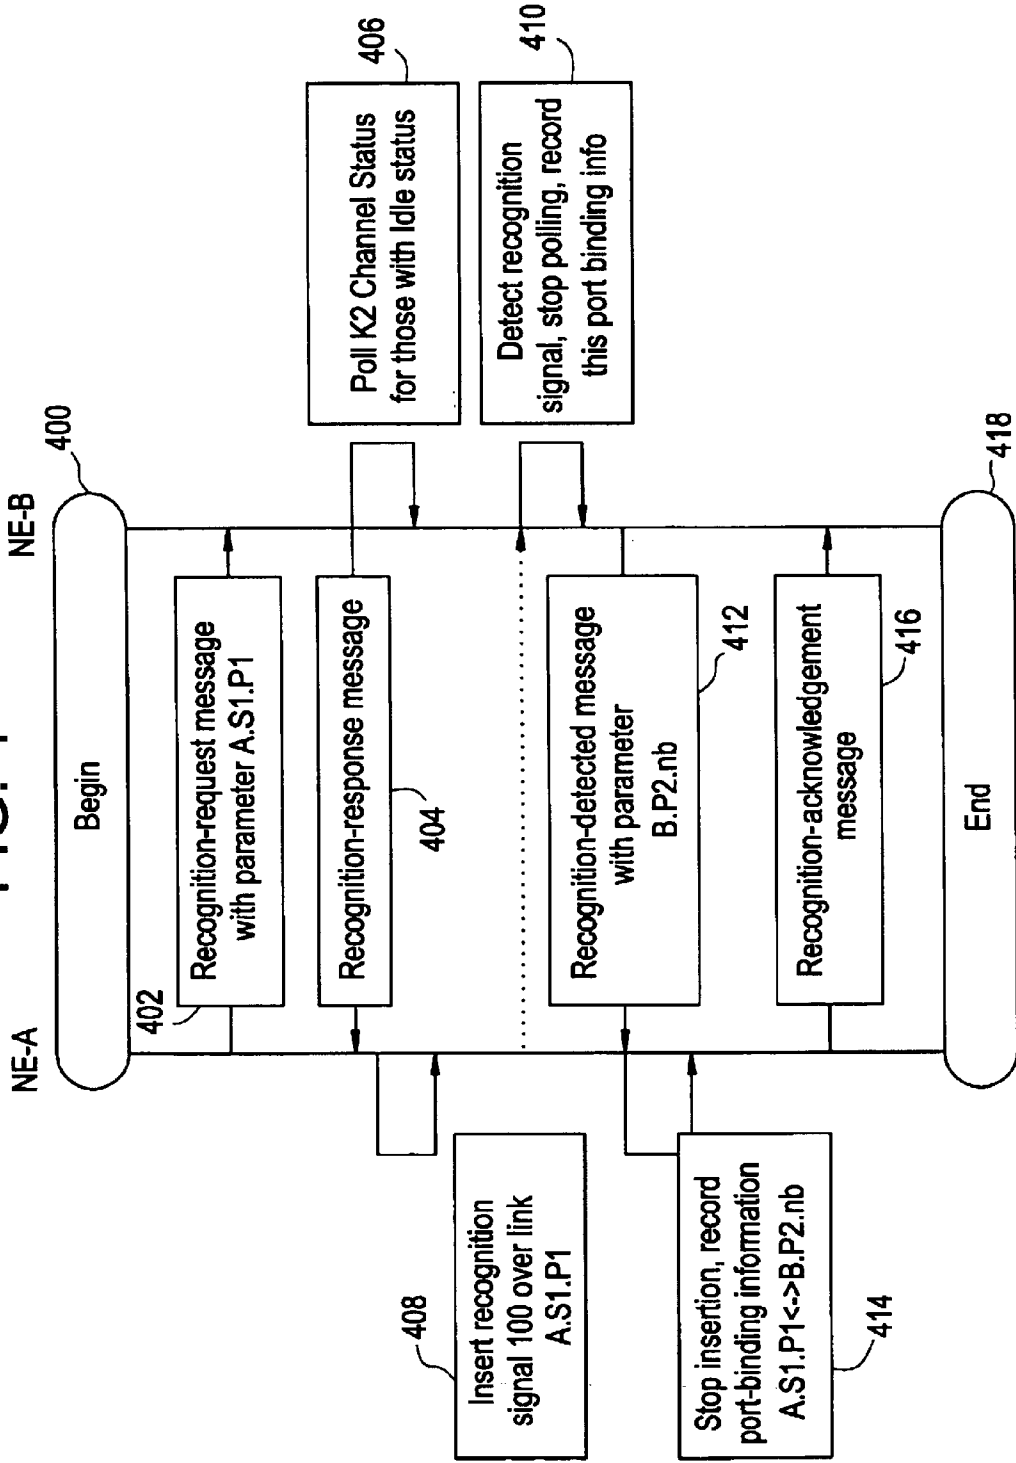 NE-A
NE-B
400
Begin
402
Recognition-request message
with parameter A.S1.P1
406
Poll K2 Channel Status
for those with Idle status
Recognition-response message
404
408
Insert recognition
signal 100 over link
A.S1.P1
410
Detect recognition
signal, stop polling, record
this port binding info
Recognition-detected message
with parameter
B.P2.nb
412
Stop insertion, record
port-binding information
A.S1.P1<->B.P2.nb
414
Recognition-acknowledgement
message
416
418
End